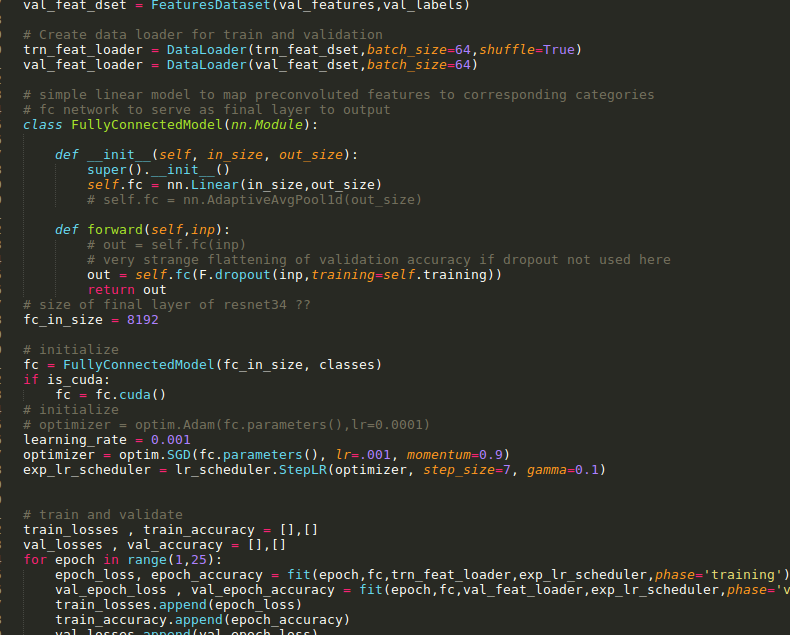 val_feat_dset = FeaturesDataset(val_features,val_labels)
# Create data loader for train and validation
trn_feat_loader = DataLoader(trn_feat_dset,batch_size=64,shuffle=True)
val_feat_loader = DataLoader(val_feat_dset,batch_size=64)
# simple linear model to map preconvoluted features to corresponding categories
# fc network to serve as final layer to output
class FullyConnectedModel(nn.Module):
def __init__(self, in_size, out_size):
super().__init__()
self.fc = nn.Linear(in_size,out_size)
# self.fc = nn.AdaptiveAvgPool1d(out_size)
def forward(self,inp):
# out = self.fc(inp)
# very strange flattening of validation accuracy if dropout not used here
out = self.fc(F.dropout(inp,training=self.training))
return out
# size of final layer of resnet34 ??
fc_in_size = 8192
# initialize
fc = FullyConnectedModel(fc_in_size, classes)
if is_cuda:
fc = fc.cuda()
# initialize
# optimizer = optim.Adam(fc.parameters(),lr=0.0001)
learning_rate = 0.001
optimizer = optim.SGD(fc.parameters(), lr=.001, momentum=0.9)
exp_lr_scheduler = lr_scheduler.StepLR(optimizer, step_size=7, gamma=0.1)
# train and validate
train_losses , train_accuracy = [],[]
val_losses , val_accuracy = [],[]
for epoch in range(1,25):
epoch_loss, epoch_accuracy = fit(epoch,fc,trn_feat_loader,exp_lr_scheduler,phase='training')
val_epoch_loss , val_epoch_accuracy = fit(epoch,fc,val_feat_loader,exp_lr_scheduler,phase='v
train_losses.append(epoch_loss)
train_accuracy.append(epoch_accuracy)
val_losses.append(val_epoch_loss)